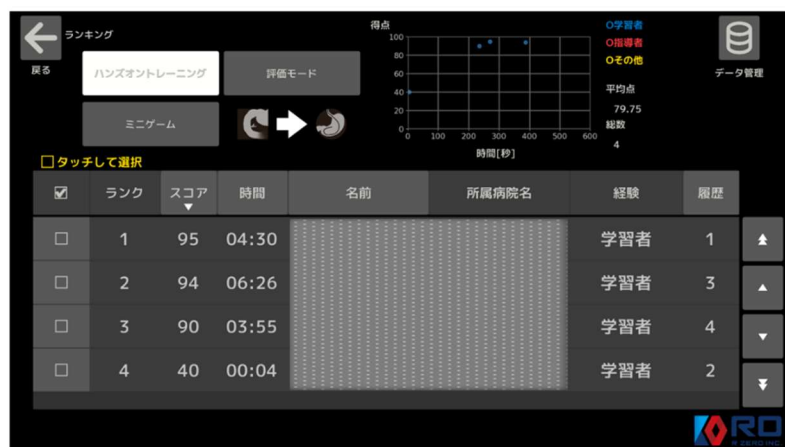 ランキング
戻る
ハンズオントレーニング
評価モード
ミニゲーム
得点
100
80
60
40
20
0
0 100 200 300 400 500 600
時間[秒]
O学習者
O指導者
Oその他
平均点
79.75
総数
4
データ管理
タッチして選択
ランク スコア 時間 名前 所属病院名 経験 履歴
1 95 04:30 学習者 1
2 94 06:26 学習者 3
3 90 03:55 学習者 4
4 40 00:04 学習者 2
RO
R ZERO INC.